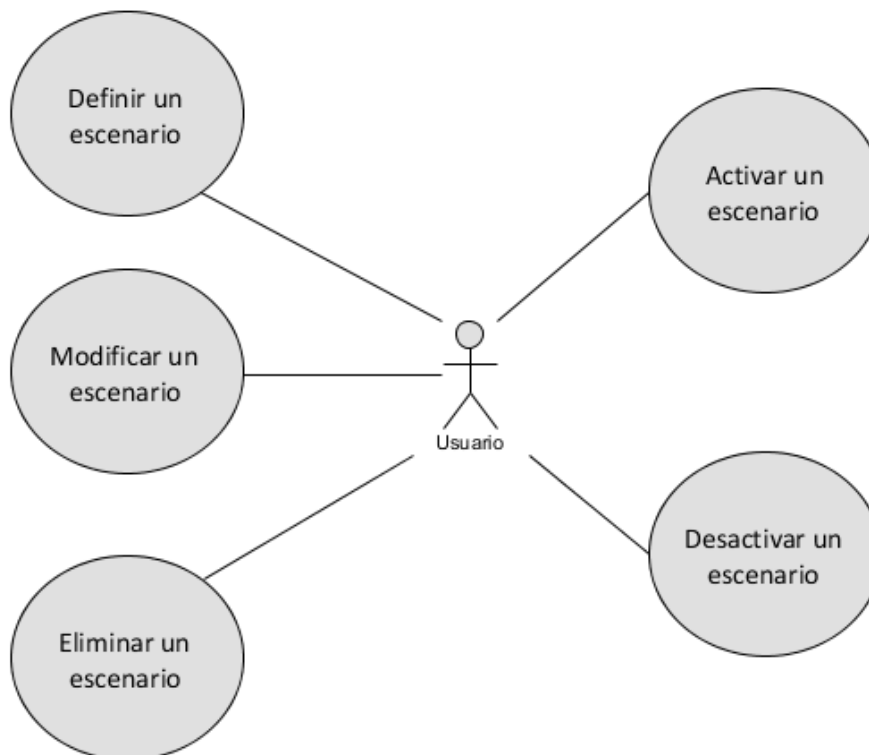 Definir un
escenario
Activar un
escenario
Modificar un
escenario
Usuario
Desactivar un
escenario
Eliminar un
escenario